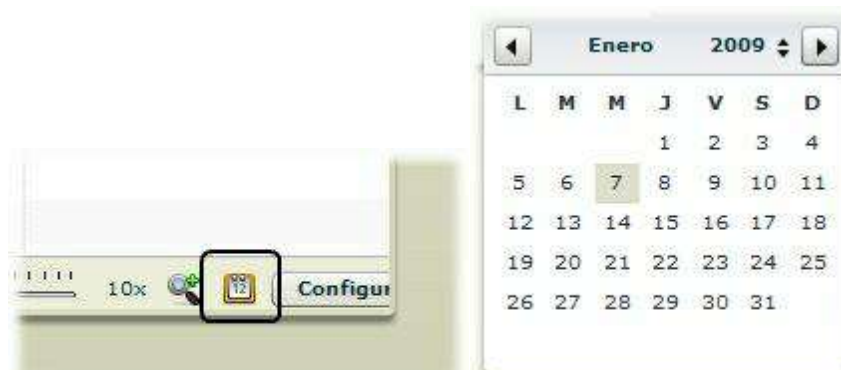 Enero 2009
L M M J V S D
1 2 3 4
5 6 7 8 9 10 11
12 13 14 15 16 17 18
19 20 21 22 23 24 25
26 27 28 29 30 31
10x 12 Configur